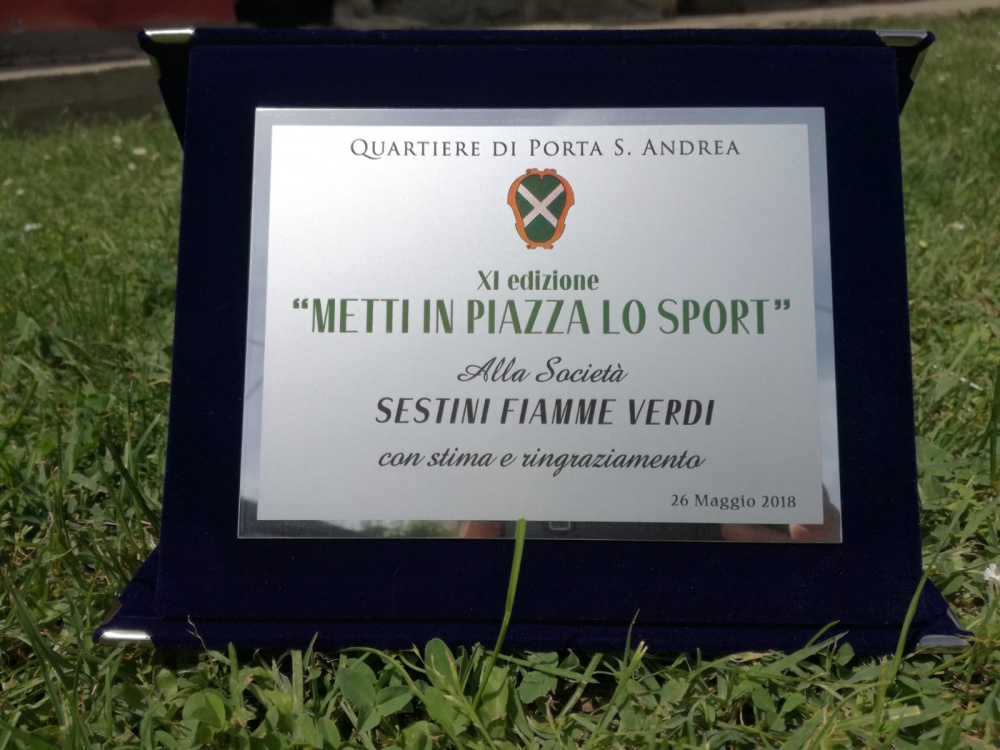 QUARTIERE DI PORTA S. ANDREA
XI edizione
“METTI IN PIAZZA LO SPORT”
Alla Società
SESTINI FIAMME VERDI
con stima e ringraziamento
26 Maggio 2018